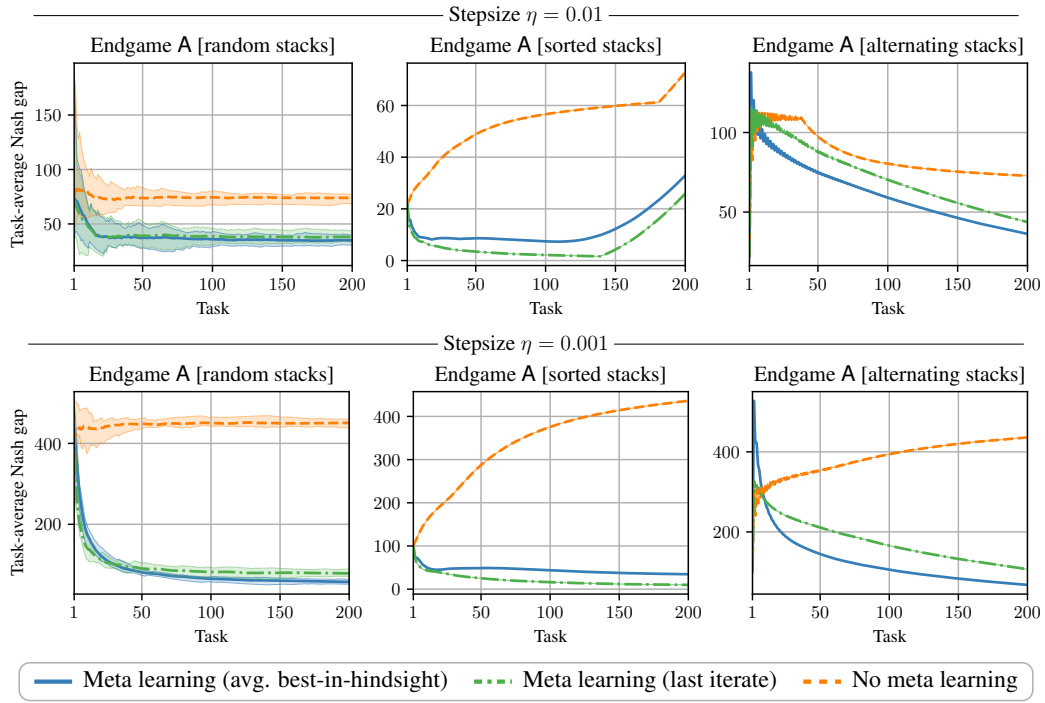 Stepsize η = 0.01
Endgame A [random stacks]
Endgame A [sorted stacks]
Endgame A [alternating stacks]
Task-average Nash gap
150
100
50
1 50 100 150 200
Task
60
40
20
0
1 50 100 150 200
Task
100
50
1 50 100 150 200
Task
Stepsize η = 0.001
Endgame A [random stacks]
Endgame A [sorted stacks]
Endgame A [alternating stacks]
Task-average Nash gap
400
200
1 50 100 150 200
Task
400
300
200
100
0
1 50 100 150 200
Task
400
200
1 50 100 150 200
Task
Meta learning (avg. best-in-hindsight) Meta learning (last iterate) No meta learning